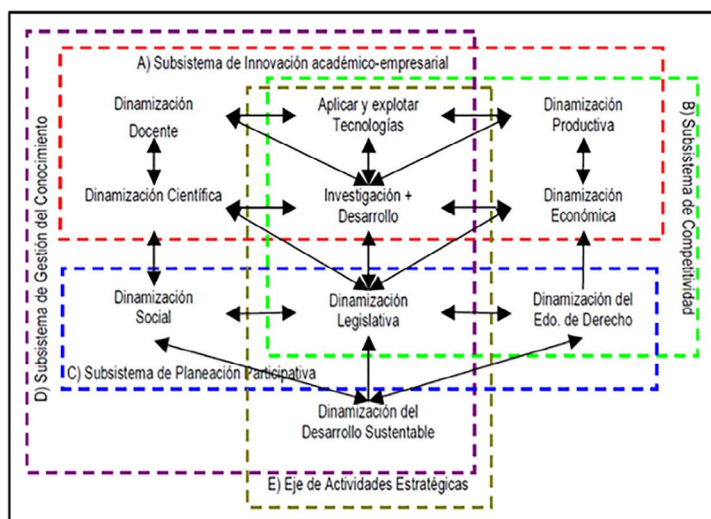 A) Subsistema de Innovación académico-empresarial
Dinamización
Docente
Aplicar y explotar
Tecnologías
Dinamización
Productiva
B) Subsistema de Competitividad
D) Subsistema de Gestión del Conocimiento
Dinamización Científica
Investigación +
Desarrollo
Dinamización
Económica
Dinamización
Social
Dinamización
Legislativa
Dinamización del
Edo. de Derecho
C) Subsistema de Planeación Participativa
Dinamización del
Desarrollo Sustentable
E) Eje de Actividades Estratégicas